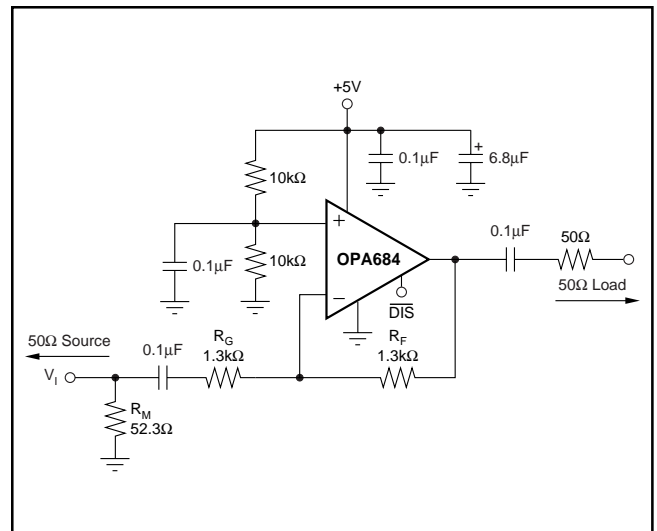 +5V
0.1µF
+
6.8µF
10kΩ
+
0.1µF
10kΩ
OPA684
0.1µF
50Ω
−
DIS
50Ω Load
50Ω Source
R_G
1.3kΩ
R_F
1.3kΩ
0.1µF
V_I
R_M
52.3Ω